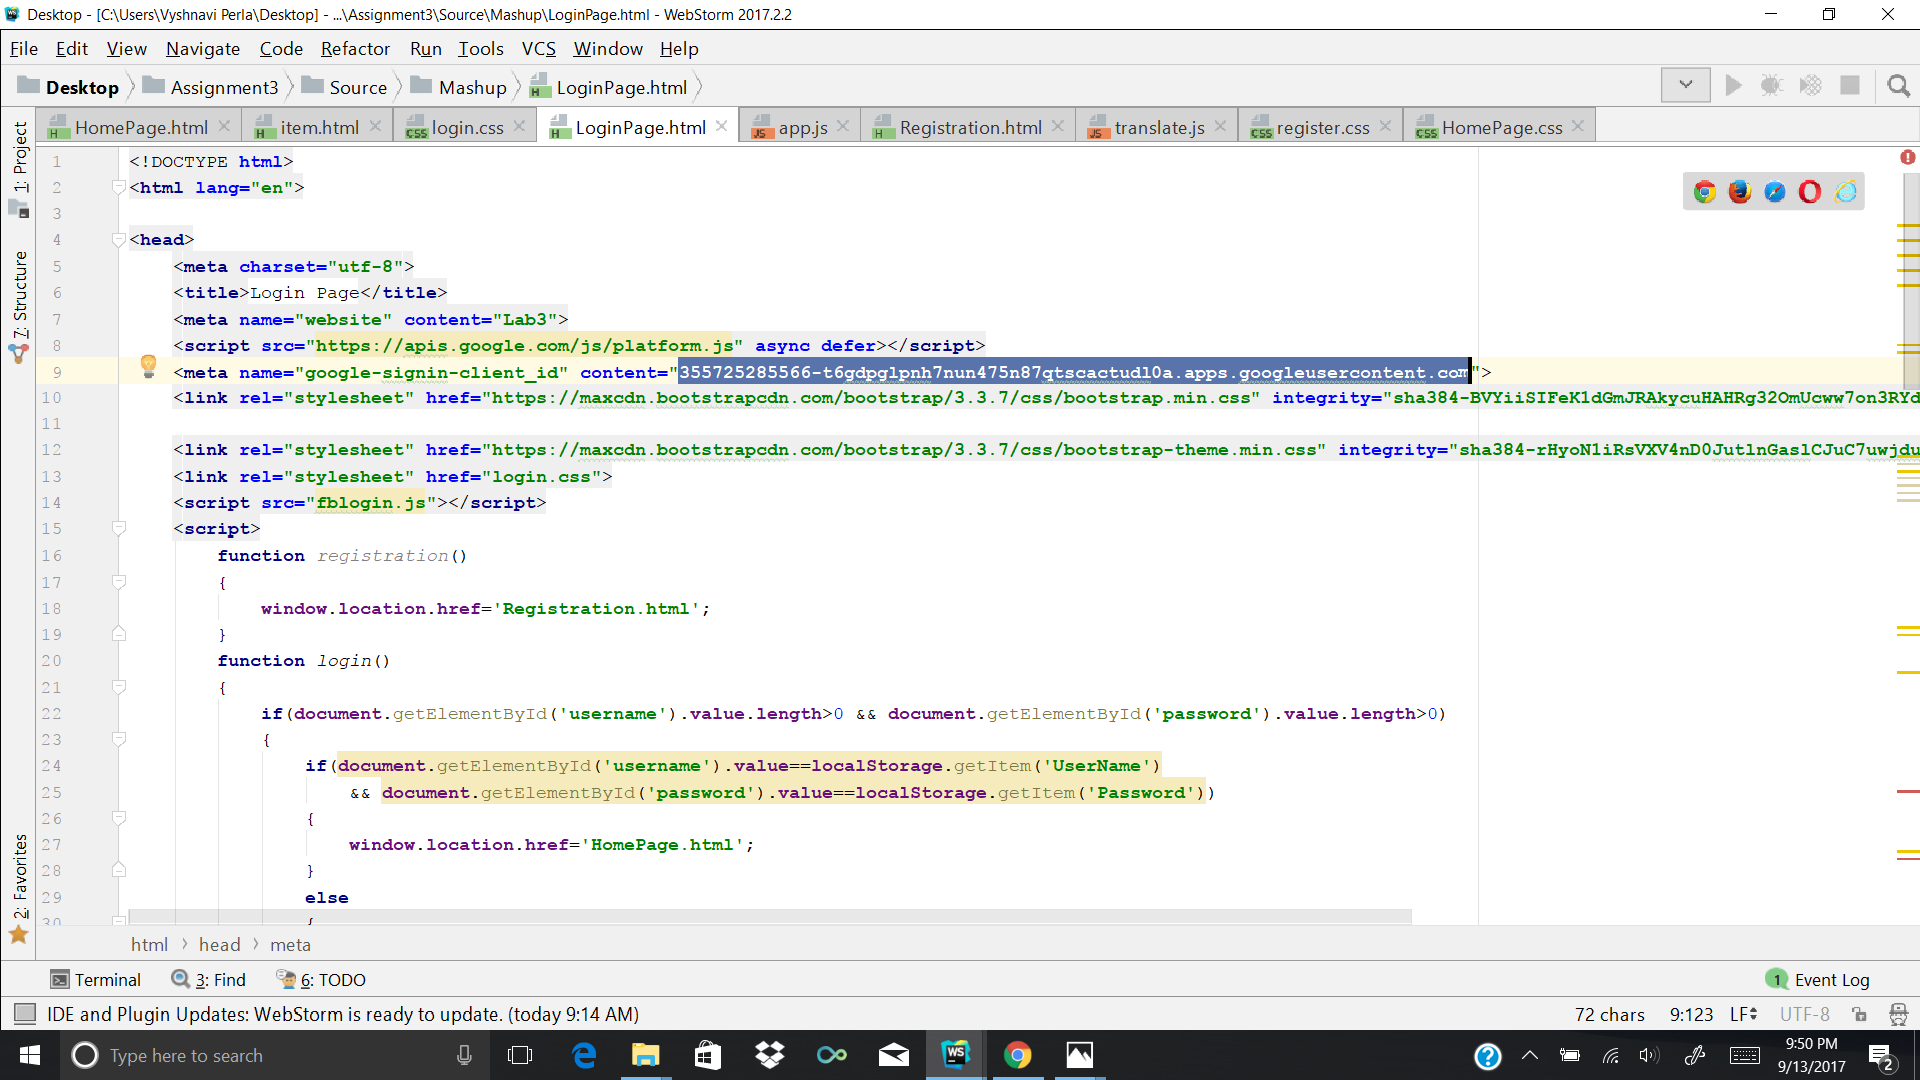 Desktop - [C:\Users\Vyshnavi Perla\Desktop] - ...\Assignment3\Source\Mashup\LoginPage.html - WebStorm 2017.2.2
File Edit View Navigate Code Refactor Run Tools VCS Window Help
Desktop Assignment3 Source Mashup LoginPage.html
HomePage.html item.html login.css LoginPage.html app.js Registration.html translate.js register.css HomePage.css
1: Project
7: Structure
2: Favorites
1 <!DOCTYPE html>
2 <html lang="en">
3
4 <head>
5 <meta charset="utf-8">
6 <title>Login Page</title>
7 <meta name="website" content="Lab3">
8 <script src="https://apis.google.com/js/platform.js" async defer></script>
9 <meta name="google-signin-client_id" content="355725285566-t6gdpglpnh7nun475n87qtscactudl0a.apps.googleusercontent.com">
10 <link rel="stylesheet" href="https://maxcdn.bootstrapcdn.com/bootstrap/3.3.7/css/bootstrap.min.css" integrity="sha384-BVYiiSIFeK1dGmJRAkycuHAHRg32OmUcww7on3RYd
11
12 <link rel="stylesheet" href="https://maxcdn.bootstrapcdn.com/bootstrap/3.3.7/css/bootstrap-theme.min.css" integrity="sha384-rHyoN1iRsVXV4nD0JutlnGaslCJuC7uwjdu
13 <link rel="stylesheet" href="login.css">
14 <script src="fblogin.js"></script>
15 <script>
16 function registration()
17 {
18 window.location.href='Registration.html';
19 }
20 function login()
21 {
22 if(document.getElementById('username').value.length>0 && document.getElementById('password').value.length>0)
23 {
24 if(document.getElementById('username').value==localStorage.getItem('UserName')
25 && document.getElementById('password').value==localStorage.getItem('Password'))
26 {
27 window.location.href='HomePage.html';
28 }
29 else
30 {
html head meta
Terminal 3: Find 6: TODO 1 Event Log
IDE and Plugin Updates: WebStorm is ready to update. (today 9:14 AM) 72 chars 9:123 LF UTF-8
Type here to search
WS
9:50 PM
9/13/2017
2